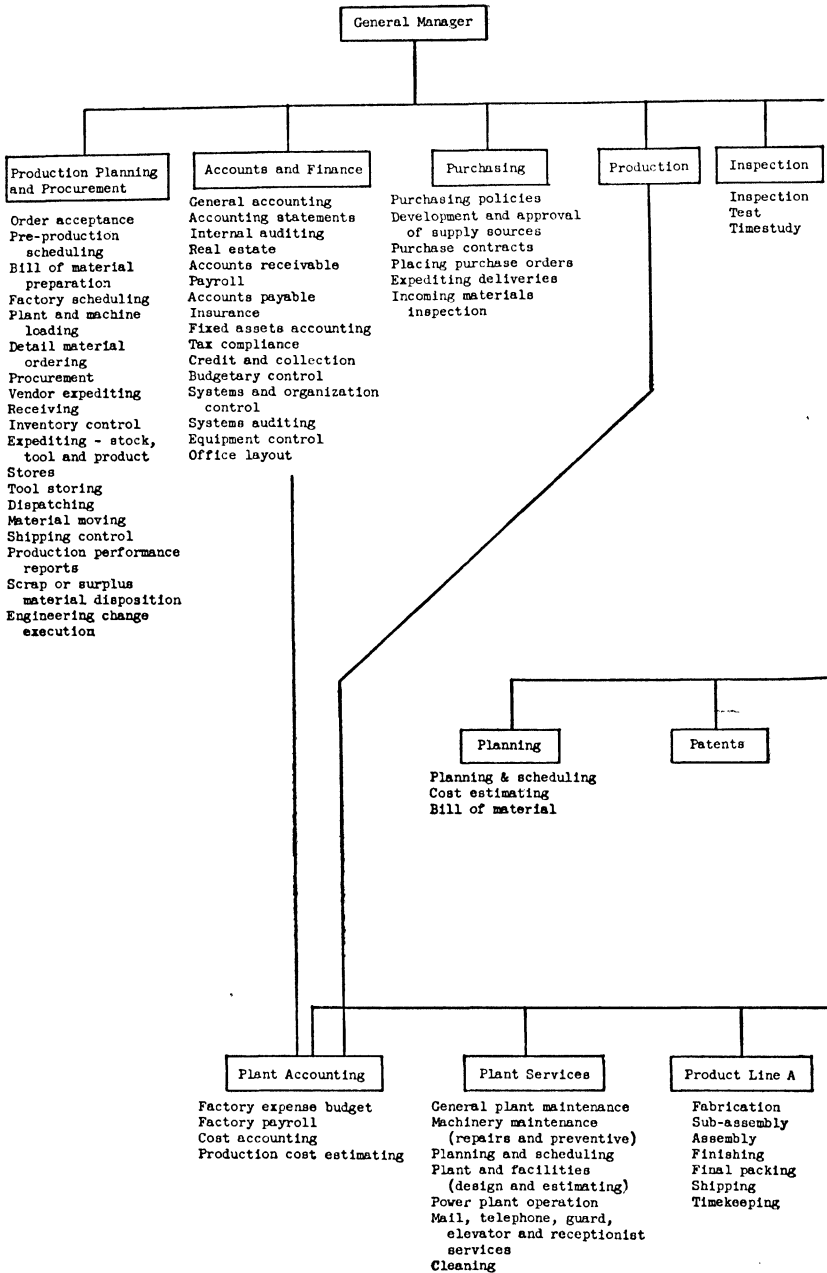 General Manager
Production Planning
and Procurement
Order acceptance
Pre-production
scheduling
Bill of material
preparation
Factory scheduling
Plant and machine
loading
Detail material
ordering
Procurement
Vendor expediting
Receiving
Inventory control
Expediting - stock,
tool and product
Stores
Tool storing
Dispatching
Material moving
Shipping control
Production performance
reports
Scrap or surplus
material disposition
Engineering change
execution
Accounts and Finance
General accounting
Accounting statements
Internal auditing
Real estate
Accounts receivable
Payroll
Accounts payable
Insurance
Fixed assets accounting
Tax compliance
Credit and collection
Budgetary control
Systems and organization
control
Systems auditing
Equipment control
Office layout
Purchasing
Purchasing policies
Development and approval
of supply sources
Purchase contracts
Placing purchase orders
Expediting deliveries
Incoming materials
inspection
Production
Inspection
Inspection
Test
Timestudy
Planning
Planning & scheduling
Cost estimating
Bill of material
Patents
Plant Accounting
Factory expense budget
Factory payroll
Cost accounting
Production cost estimating
Plant Services
General plant maintenance
Machinery maintenance
(repairs and preventive)
Planning and scheduling
Plant and facilities
(design and estimating)
Power plant operation
Mail, telephone, guard,
elevator and receptionist
services
Cleaning
Product Line A
Fabrication
Sub-assembly
Assembly
Finishing
Final packing
Shipping
Timekeeping